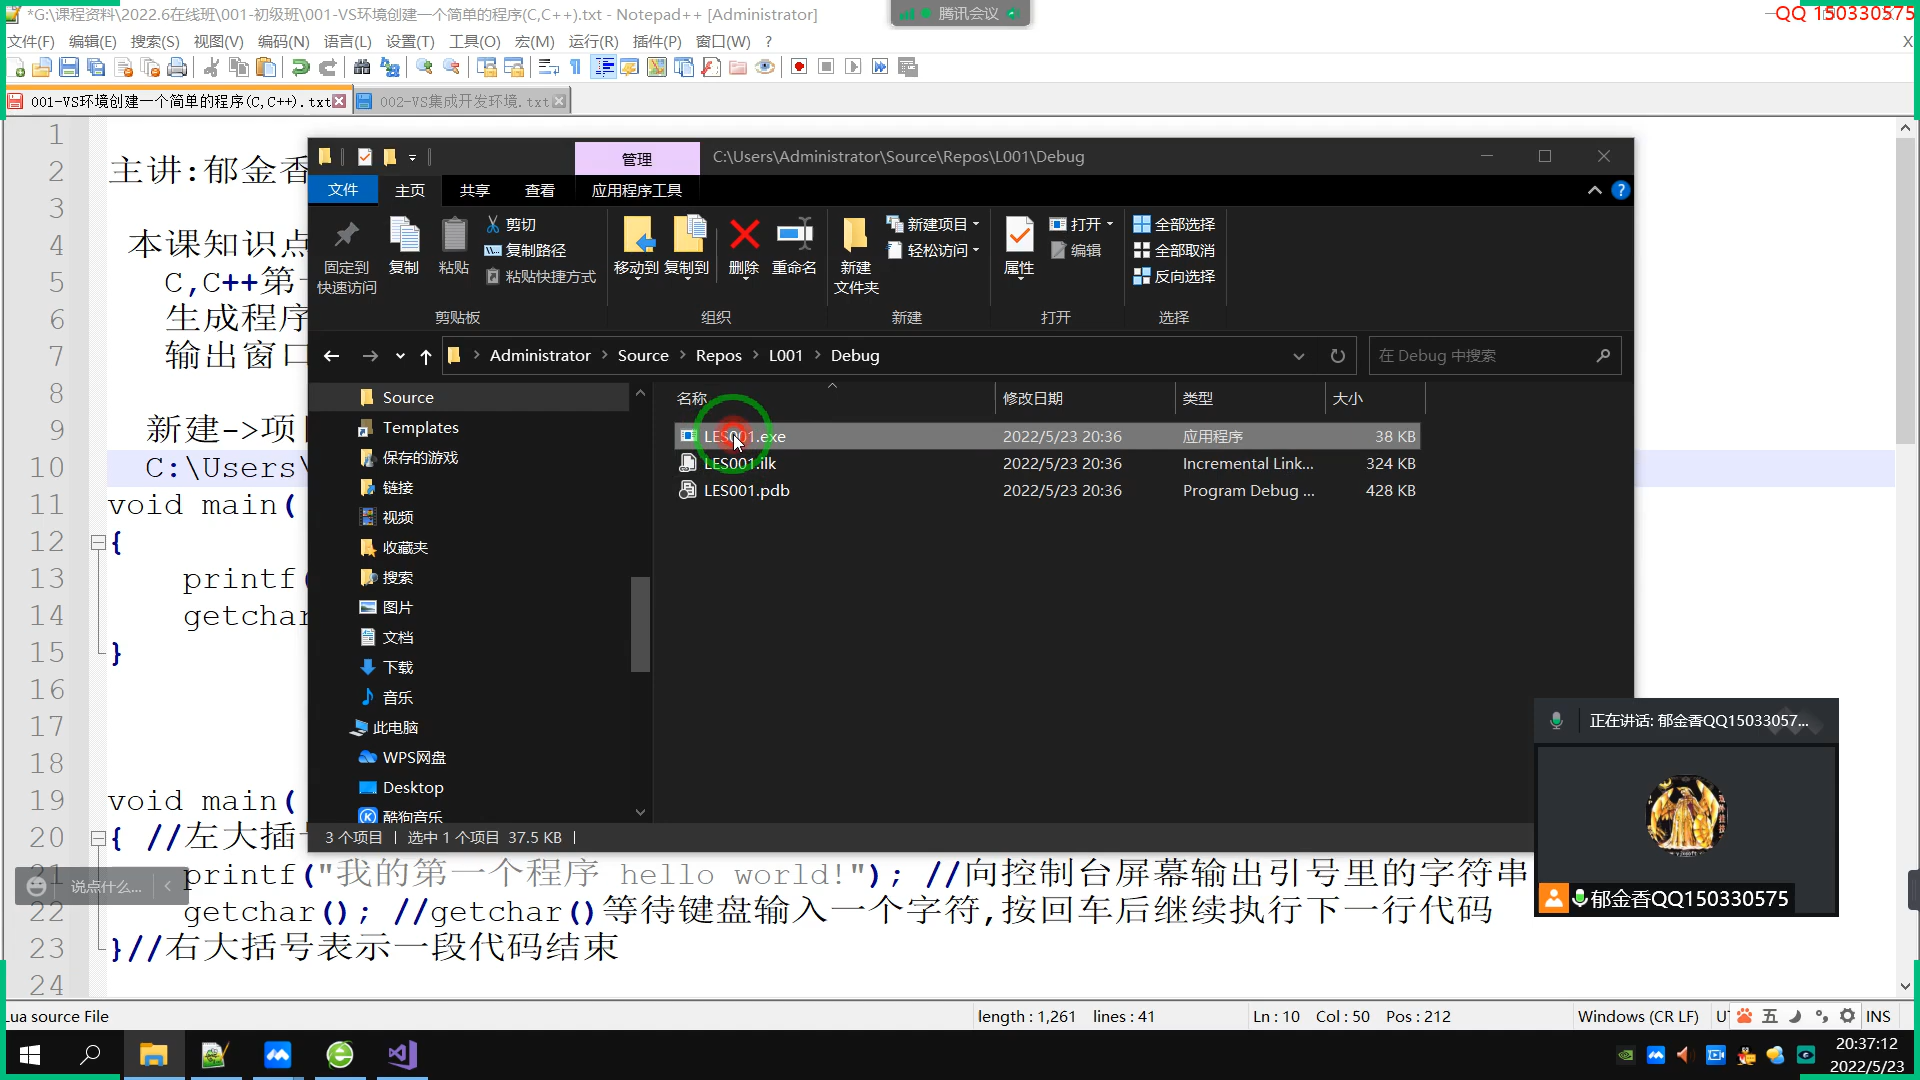 *G:\课程资料\2022.6在线班\001-初级班\001-VS环境创建一个简单的程序(C,C++).txt - Notepad++ [Administrator]
腾讯会议
QQ 150330575
文件(F) 编辑(E) 搜索(S) 视图(V) 编码(N) 语言(L) 设置(T) 工具(O) 宏(M) 运行(R) 插件(P) 窗口(W) ?
X
001-VS环境创建一个简单的程序(C,C++).txt
002-VS集成开发环境.txt
1
2 主讲:郁金香
3
4 本课知识点
5 C,C++第
6 生成程序
7 输出窗口
8
9 新建->项
10 C:\Users\
11 void main(
12 {
13 printf
14 getchar
15 }
16
17
18
19 void main(
20 { //左大括
21 printf("我的第一个程序 hello world!"); //向控制台屏幕输出引号里的字符串
22 getchar(); //getchar()等待键盘输入一个字符,按回车后继续执行下一行代码
23 }//右大括号表示一段代码结束
24
管理
C:\Users\Administrator\Source\Repos\L001\Debug
文件 主页 共享 查看 应用程序工具
固定到
快速访问
复制
粘贴
剪切
复制路径
粘贴快捷方式
剪贴板
移动到 复制到 删除 重命名
组织
新建
文件夹
新建项目
轻松访问
新建
属性
打开
编辑
打开
全部选择
全部取消
反向选择
选择
Administrator Source Repos L001 Debug
在 Debug 中搜索
Source
Templates
保存的游戏
链接
视频
收藏夹
搜索
图片
文档
下载
音乐
此电脑
WPS网盘
Desktop
酷狗音乐
名称 修改日期 类型 大小
LES001.exe 2022/5/23 20:36 应用程序 38 KB
LES001.ilk 2022/5/23 20:36 Incremental Link... 324 KB
LES001.pdb 2022/5/23 20:36 Program Debug ... 428 KB
3 个项目 选中 1 个项目 37.5 KB
说点什么...
正在讲话: 郁金香QQ15033057...
郁金香QQ150330575
Lua source File length : 1,261 lines : 41 Ln : 10 Col : 50 Pos : 212 Windows (CR LF) 五 INS
20:37:12
2022/5/23